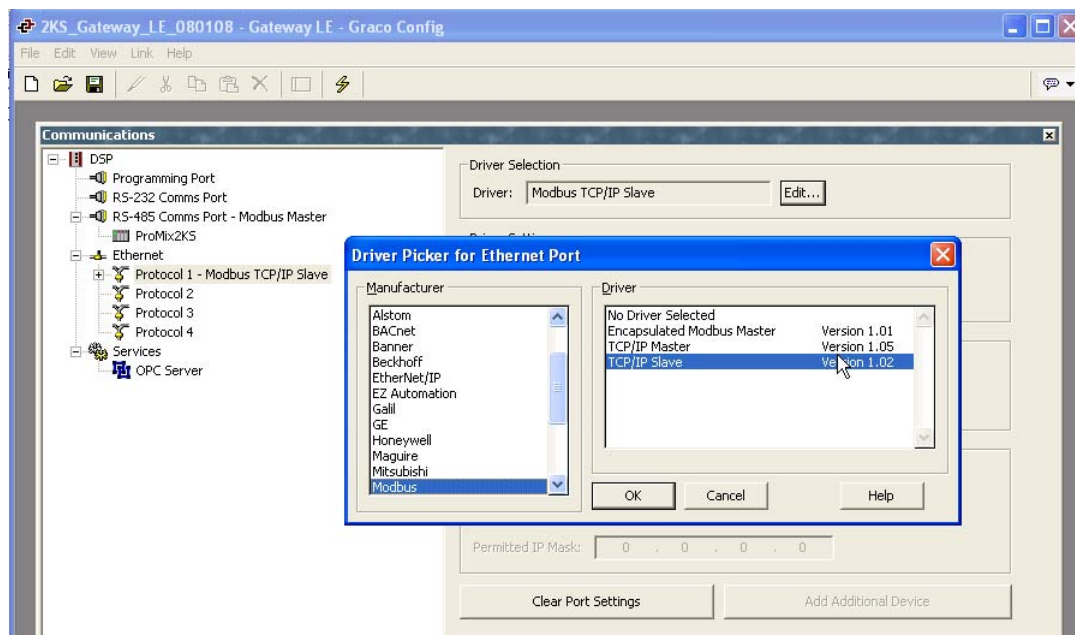 2KS_Gateway_LE_080108 - Gateway LE - Graco Config
File Edit View Link Help
Communications
DSP
Programming Port
RS-232 Comms Port
RS-485 Comms Port - Modbus Master
ProMix2KS
Ethernet
Protocol 1 - Modbus TCP/IP Slave
Protocol 2
Protocol 3
Protocol 4
Services
OPC Server
Driver Selection
Driver: Modbus TCP/IP Slave Edit...
Driver Picker for Ethernet Port
Manufacturer
Alstom
BACnet
Banner
Beckhoff
EtherNet/IP
EZ Automation
Galil
GE
Honeywell
Maguire
Mitsubishi
Modbus
Driver
No Driver Selected
Encapsulated Modbus Master Version 1.01
TCP/IP Master Version 1.05
TCP/IP Slave Version 1.02
OK Cancel Help
Permitted IP Mask: 0 . 0 . 0 . 0
Clear Port Settings Add Additional Device